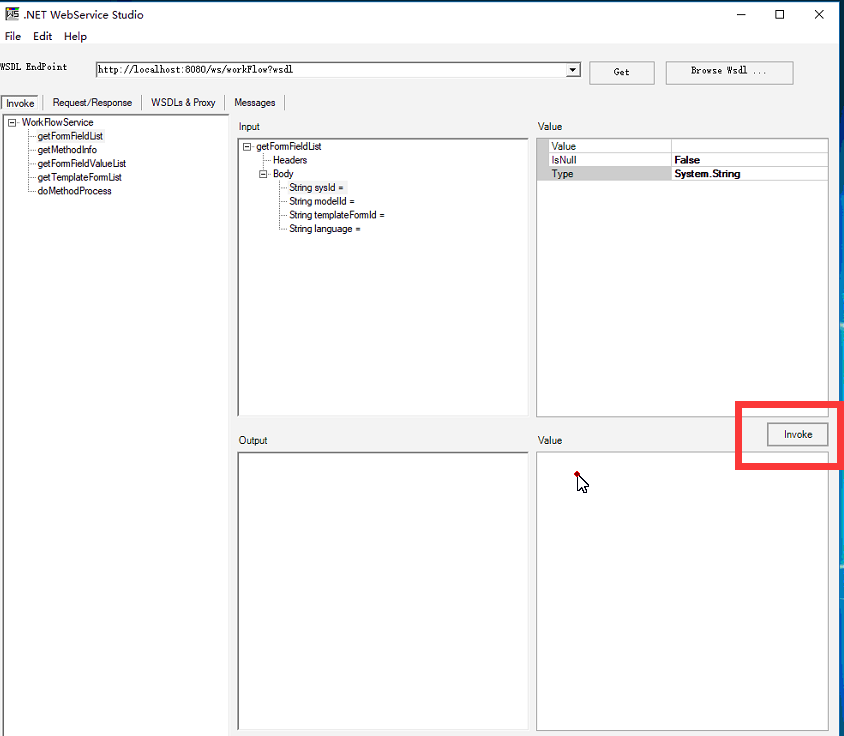 .NET WebService Studio
File Edit Help
WSDL EndPoint http://localhost:8080/ws/workFlow?wsdl Get Browse Wsdl ...
Invoke Request/Response WSDLs & Proxy Messages
WorkFlowService
getFormFieldList
getMethodInfo
getFormFieldValueList
getTemplateFormList
doMethodProcess
Input
getFormFieldList
Headers
Body
String sysId =
String modelId =
String templateFormId =
String language =
Value
Value
IsNull False
Type System.String
Invoke
Output
Value